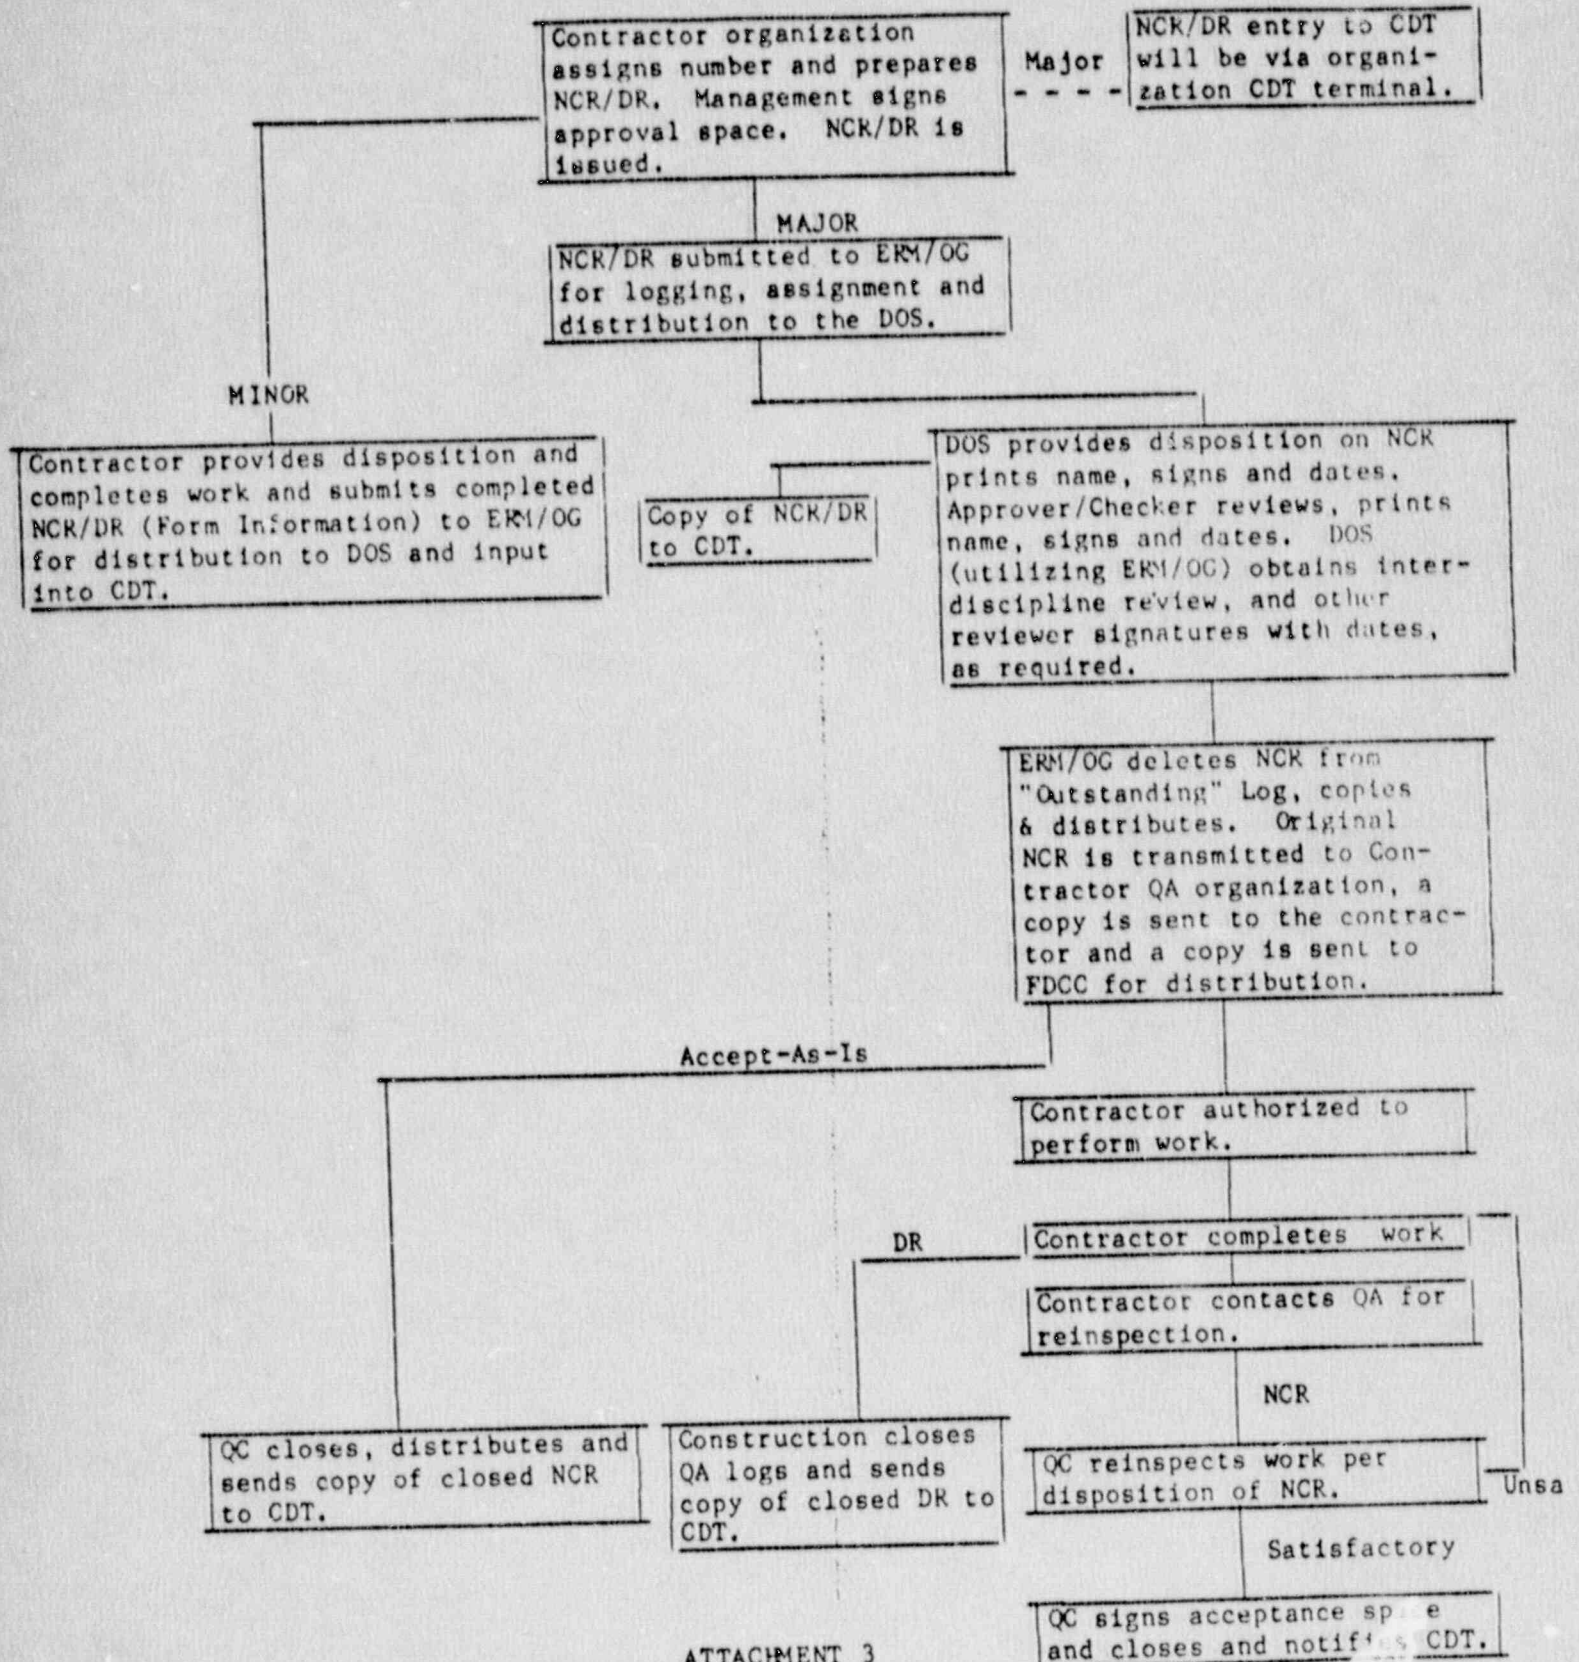 Contractor organization
assigns number and prepares
NCR/DR. Management signs
approval space. NCR/DR is
issued.
Major
NCR/DR entry to CDT
will be via organi-
zation CDT terminal.
MAJOR
NCR/DR submitted to ERM/OG
for logging, assignment and
distribution to the DOS.
MINOR
Contractor provides disposition and
completes work and submits completed
NCR/DR (Form Information) to ERM/OG
for distribution to DOS and input
into CDT.
Copy of NCR/DR
to CDT.
DOS provides disposition on NCR
prints name, signs and dates.
Approver/Checker reviews, prints
name, signs and dates. DOS
(utilizing ERM/OG) obtains inter-
discipline review, and other
reviewer signatures with dates,
as required.
ERM/OG deletes NCR from
"Outstanding" Log, copies
& distributes. Original
NCR is transmitted to Con-
tractor QA organization, a
copy is sent to the contrac-
tor and a copy is sent to
FDCC for distribution.
Accept-As-Is
Contractor authorized to
perform work.
DR
Contractor completes work
Contractor contacts QA for
reinspection.
NCR
QC closes, distributes and
sends copy of closed NCR
to CDT.
Construction closes
QA logs and sends
copy of closed DR to
CDT.
QC reinspects work per
disposition of NCR.
Unsa
Satisfactory
QC signs acceptance
and closes and notifies CDT.
ATTACHMENT 3